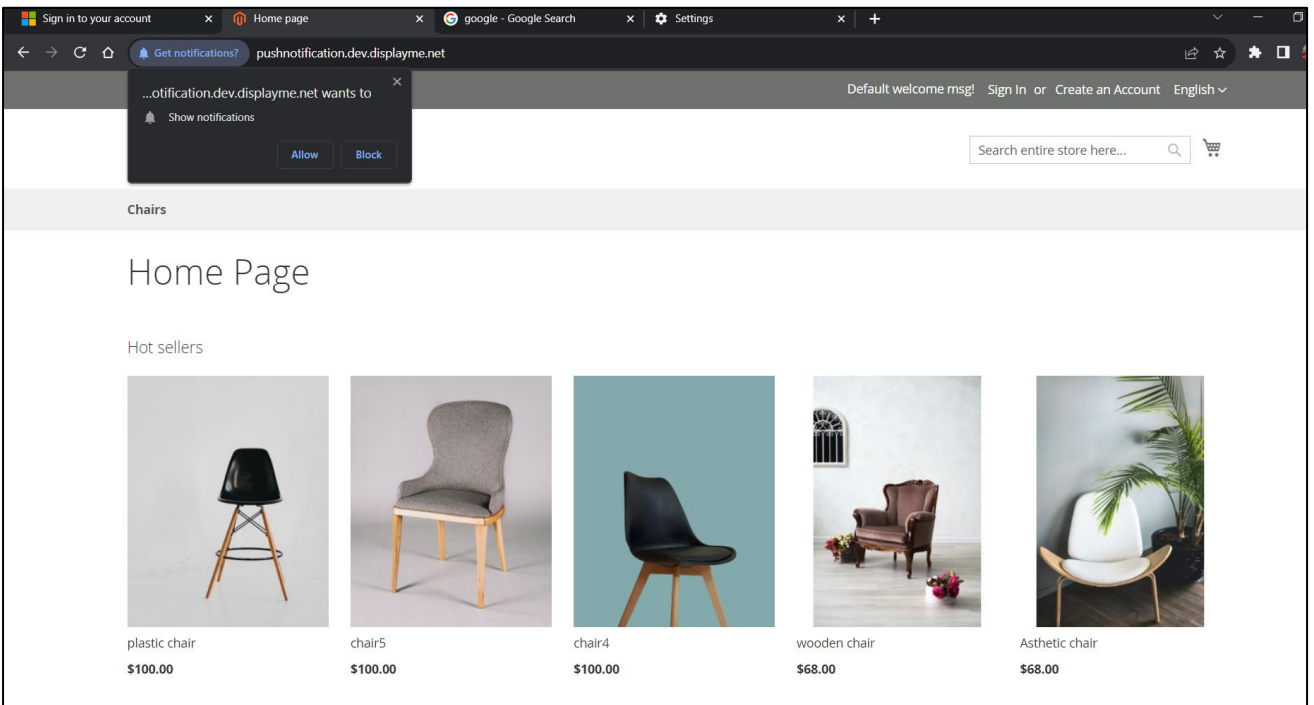 Sign in to your account
Home page
google - Google Search
Settings
Get notifications? pushnotification.dev.displayme.net
...otification.dev.displayme.net wants to
Show notifications
Allow Block
Default welcome msg! Sign In or Create an Account English
Search entire store here...
Chairs
Home Page
Hot sellers
plastic chair
$100.00
chair5
$100.00
chair4
$100.00
wooden chair
$68.00
Asthetic chair
$68.00